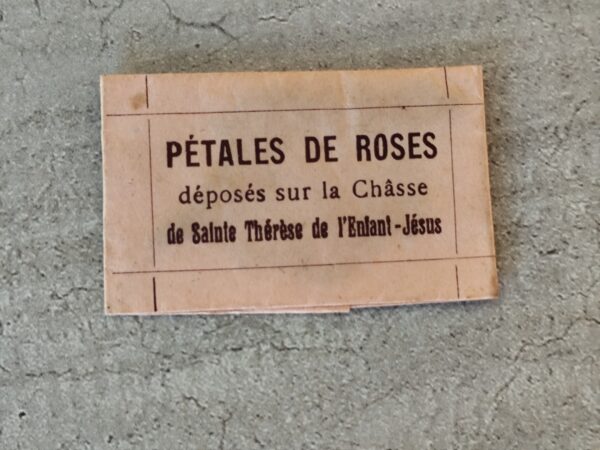 PÉTALES DE ROSES
déposés sur la Châsse
de Sainte Thérèse de l'Enfant-Jésus